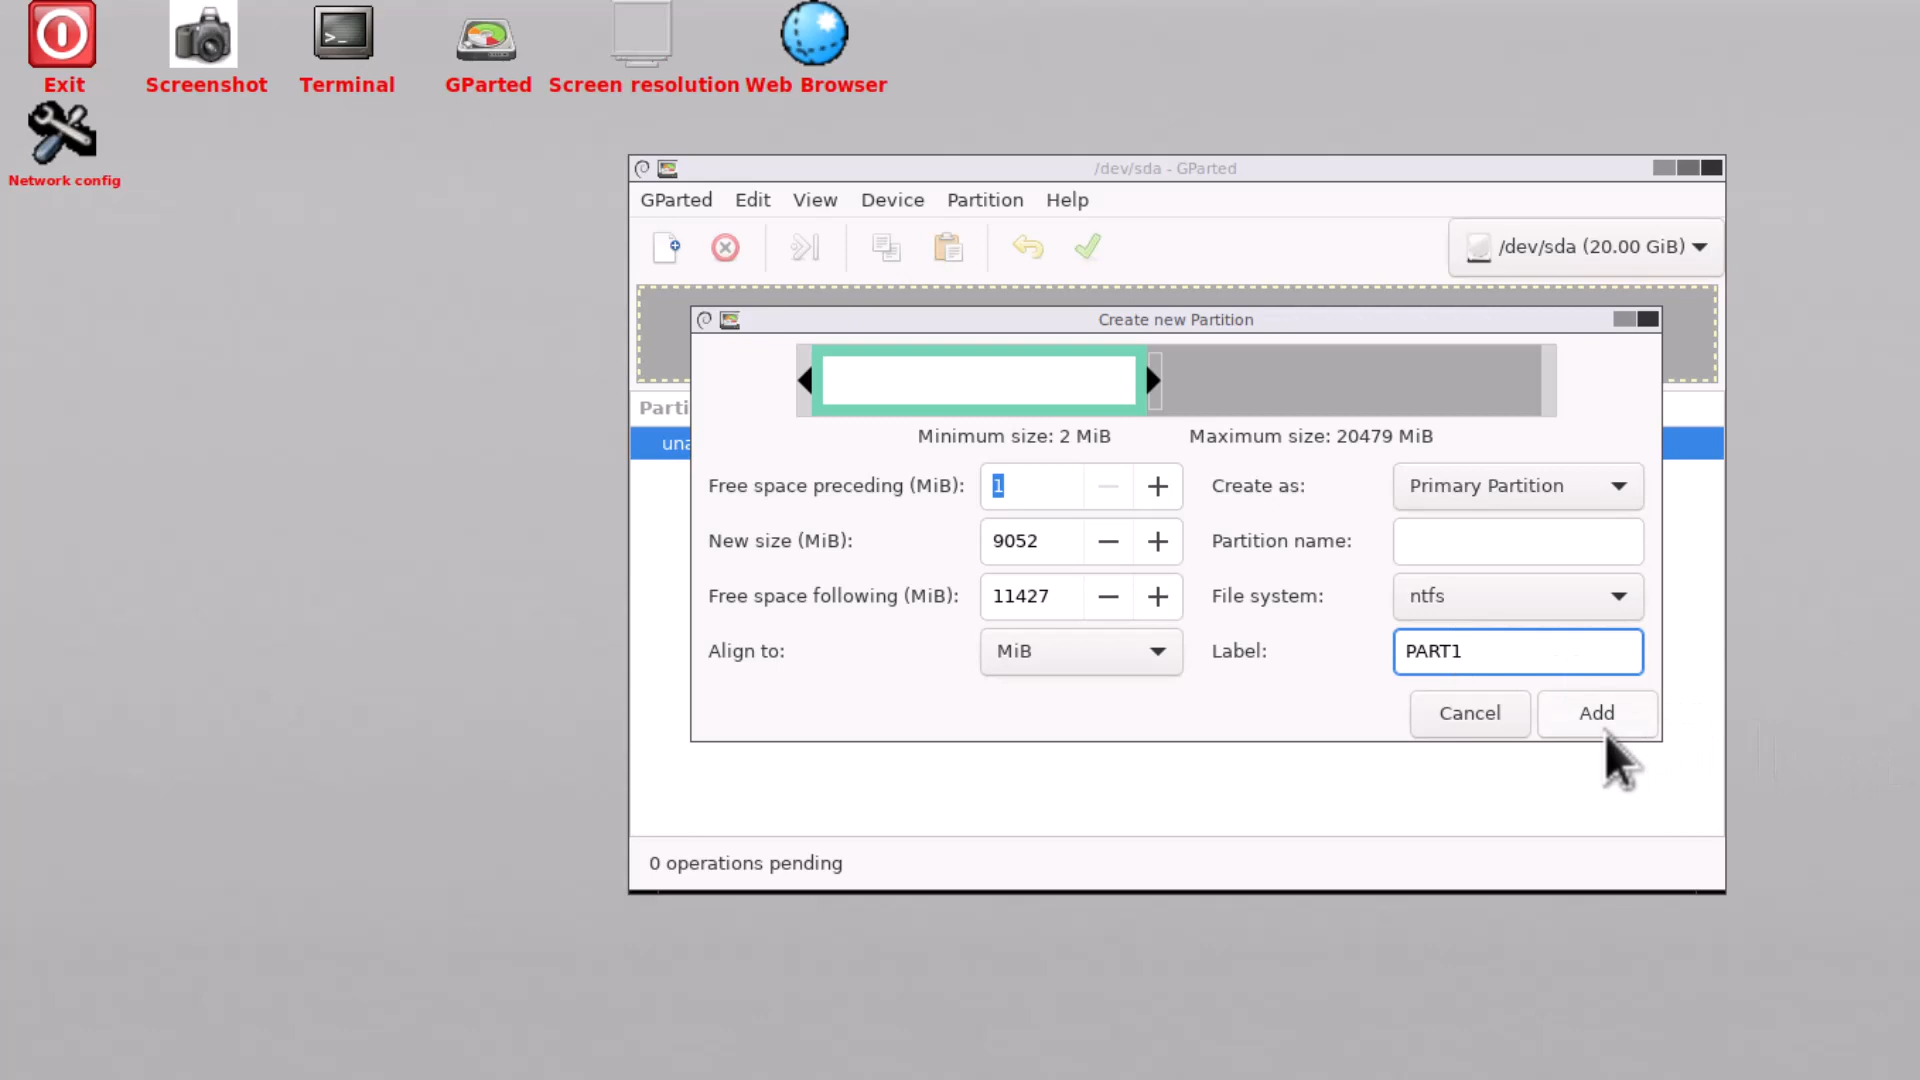 Exit
Screenshot
Terminal
GParted
Screen resolution
Web Browser
Network config
/dev/sda - GParted
GParted Edit View Device Partition Help
/dev/sda (20.00 GiB)
Create new Partition
Parti
una
Minimum size: 2 MiB
Maximum size: 20479 MiB
Free space preceding (MiB): 1
Create as: Primary Partition
New size (MiB): 9052
Partition name:
Free space following (MiB): 11427
File system: ntfs
Align to: MiB
Label: PART1
Cancel
Add
0 operations pending